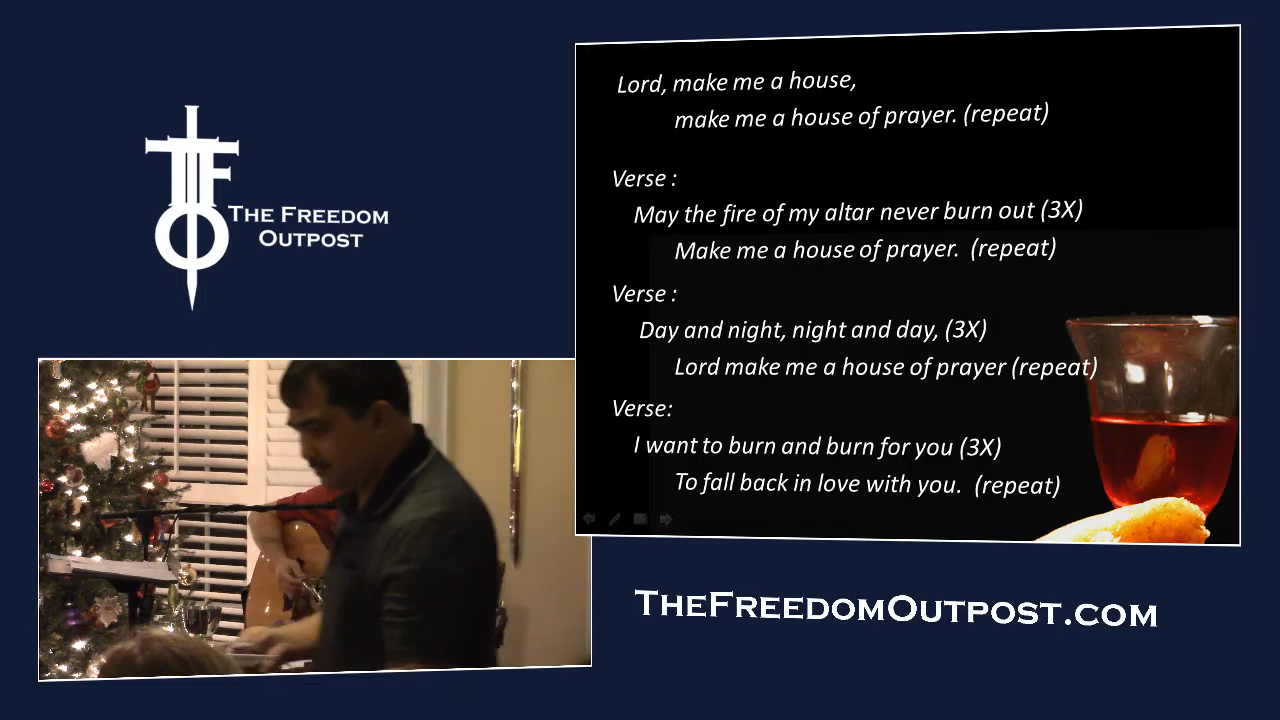 THE FREEDOM
OUTPOST
Lord, make me a house,
make me a house of prayer. (repeat)
Verse :
May the fire of my altar never burn out (3X)
Make me a house of prayer.  (repeat)
Verse :
Day and night, night and day, (3X)
Lord make me a house of prayer (repeat)
Verse:
I want to burn and burn for you (3X)
To fall back in love with you.  (repeat)
THEFREEDOMOUTPOST.COM